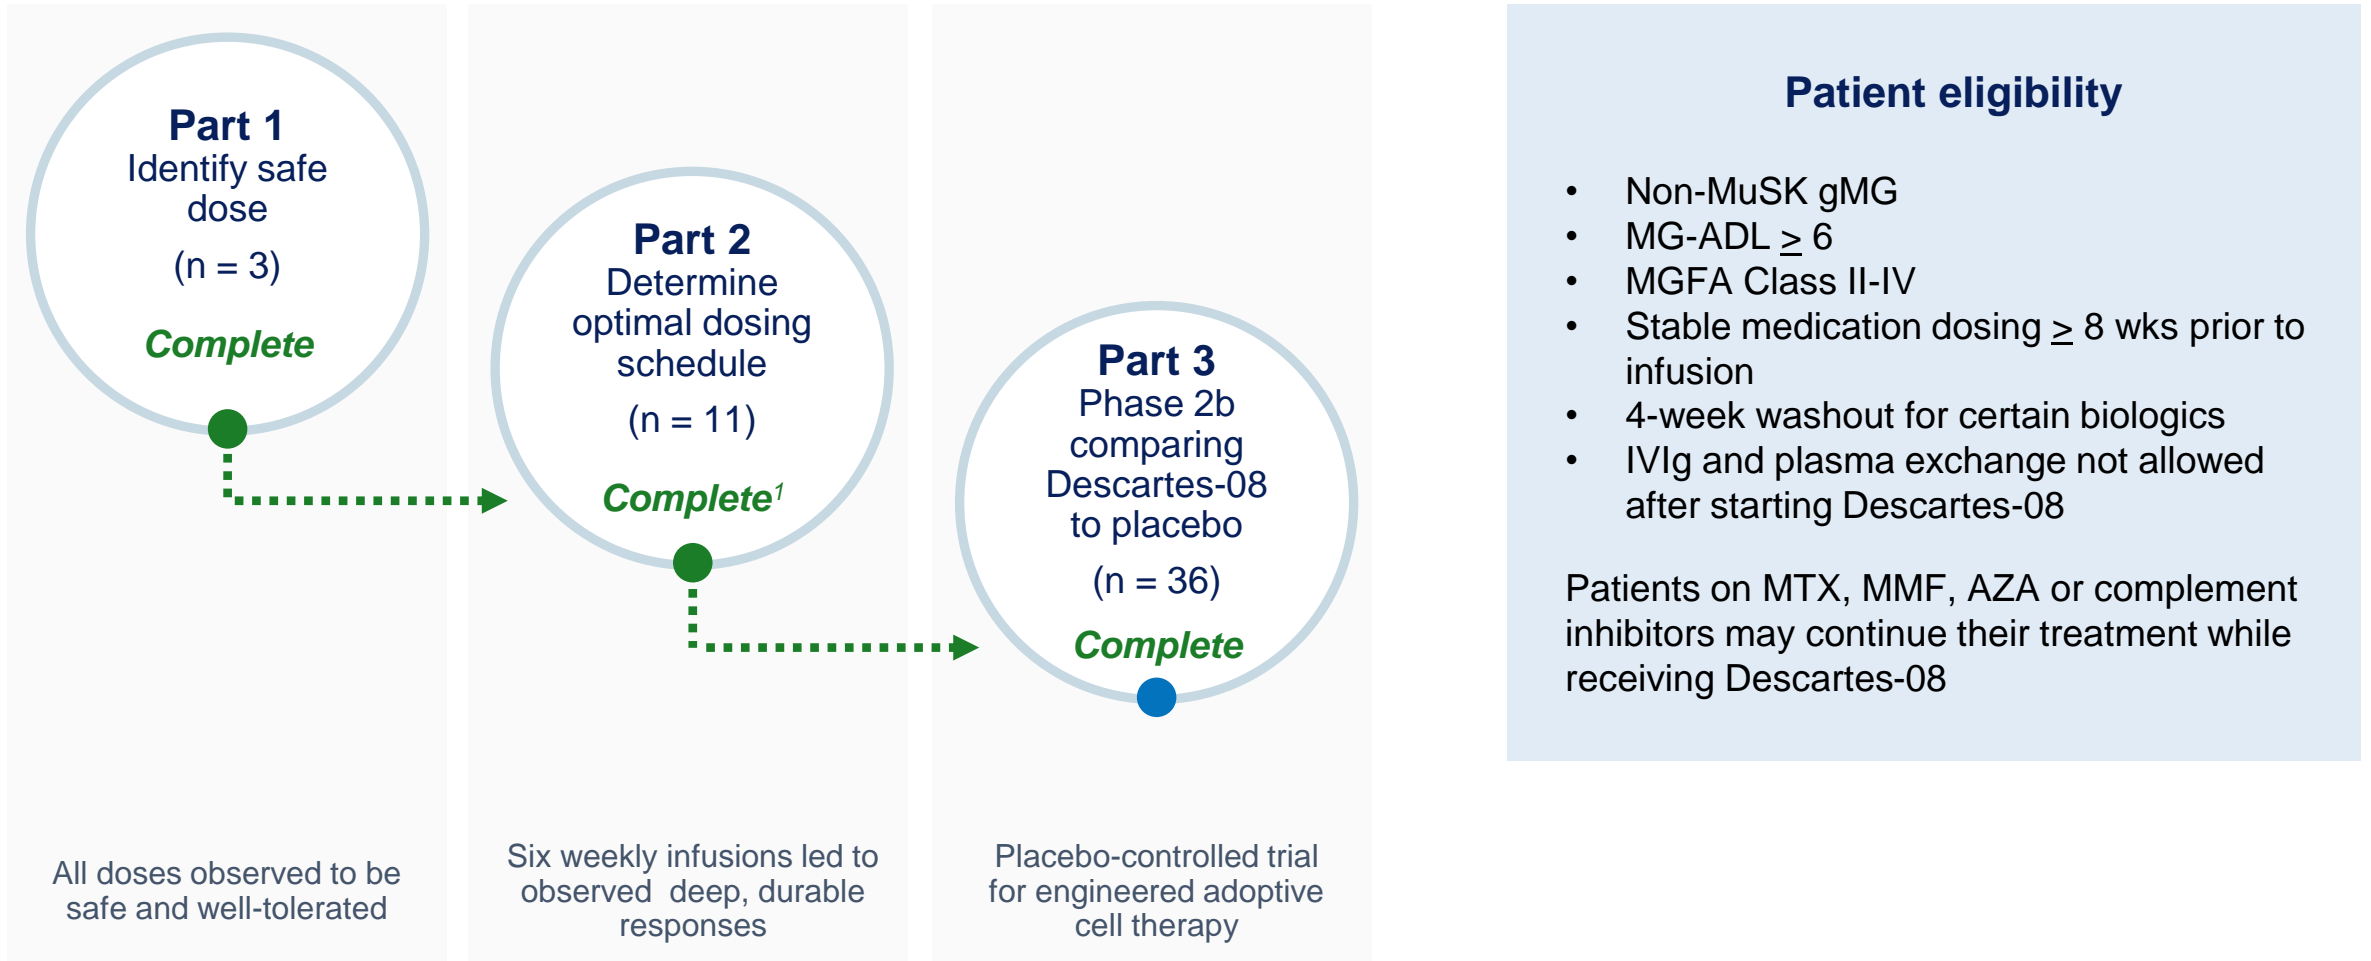 Part 1
Identify safe
dose
(n = 3)
Complete
All doses observed to be
safe and well-tolerated
Part 2
Determine
optimal dosing
schedule
(n = 11)
Complete¹
Six weekly infusions led to
observed  deep, durable
responses
Part 3
Phase 2b
comparing
Descartes-08
to placebo
(n = 36)
Complete
Placebo-controlled trial
for engineered adoptive
cell therapy
Patient eligibility
• Non-MuSK gMG
• MG-ADL ≥ 6
• MGFA Class II-IV
• Stable medication dosing ≥ 8 wks prior to
infusion
• 4-week washout for certain biologics
• IVIg and plasma exchange not allowed
after starting Descartes-08
Patients on MTX, MMF, AZA or complement
inhibitors may continue their treatment while
receiving Descartes-08